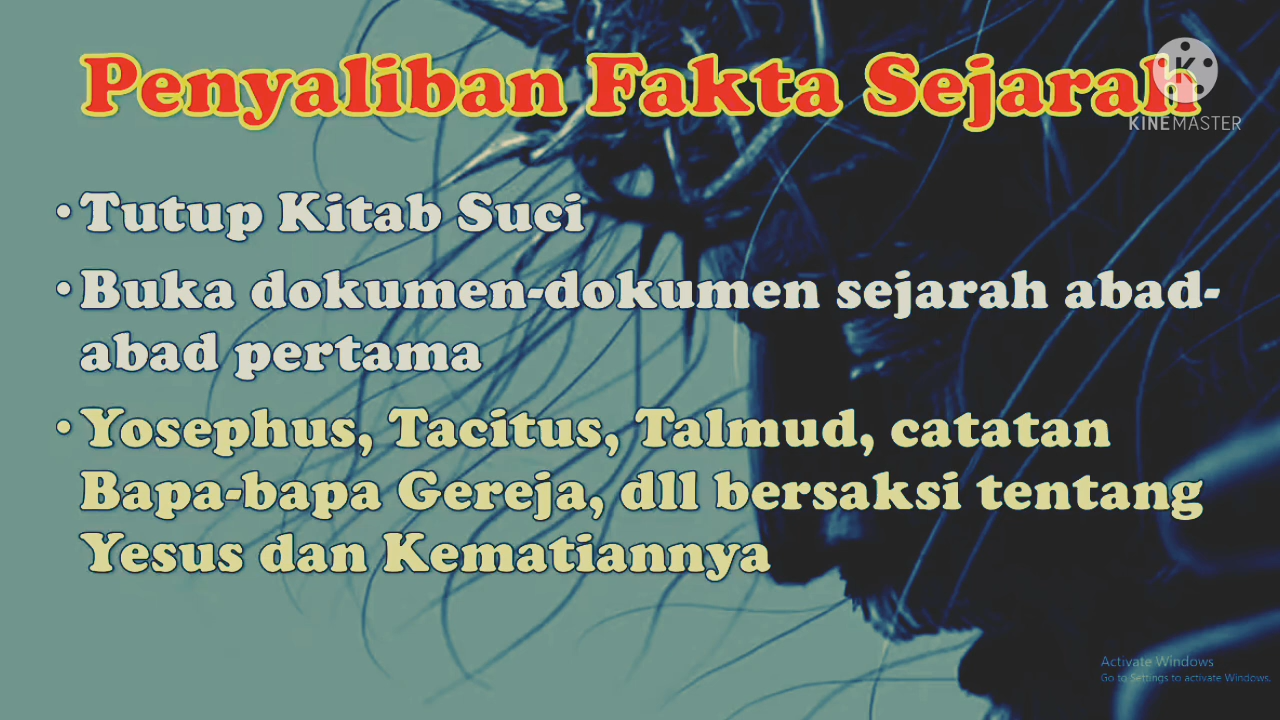 Penyaliban Fakta Sejarah
KINEMASTER
• Tutup Kitab Suci
• Buka dokumen-dokumen sejarah abad-
abad pertama
• Yosephus, Tacitus, Talmud, catatan
Bapa-bapa Gereja, dll bersaksi tentang
Yesus dan Kematiannya
Activate Windows
Go to Settings to activate Windows.